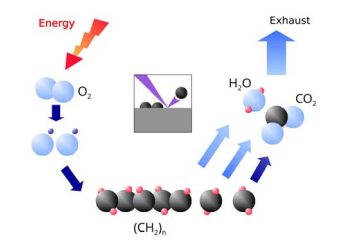 Energy
Exhaust
O₂
H₂O
CO₂
(CH₂)ₙ